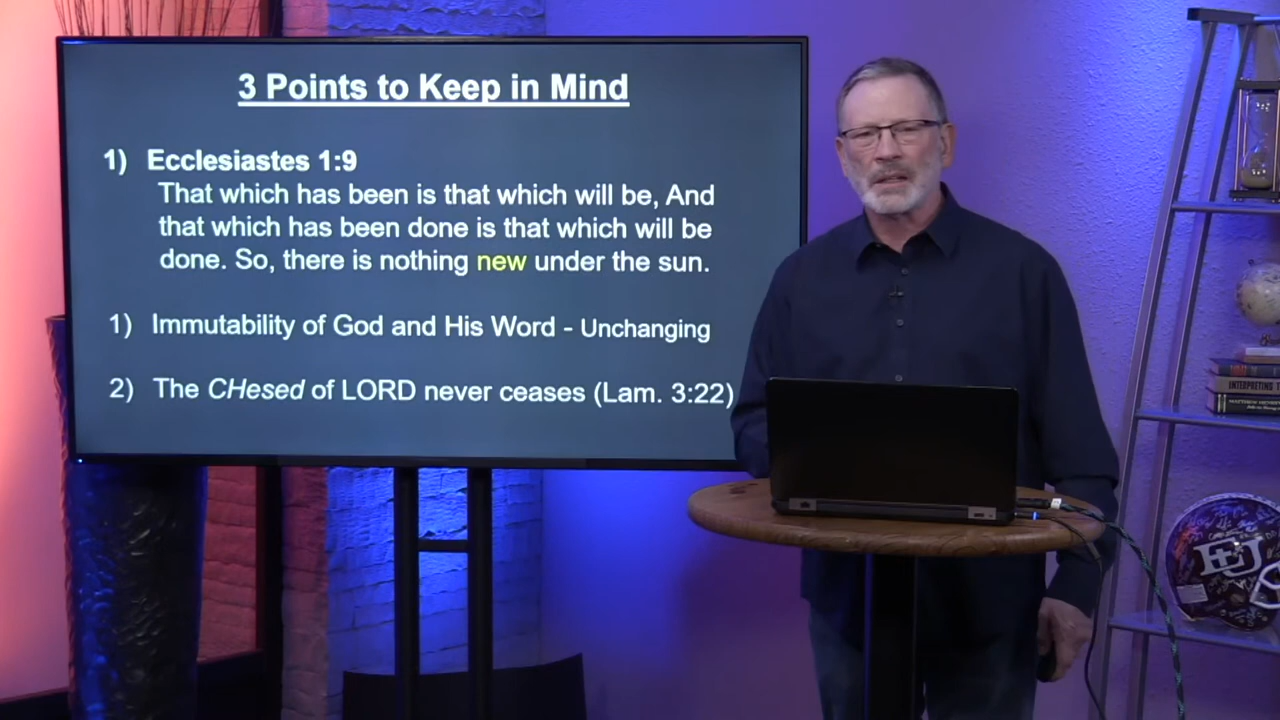 3 Points to Keep in Mind
1) Ecclesiastes 1:9
That which has been is that which will be, And
that which has been done is that which will be
done. So, there is nothing new under the sun.
1) Immutability of God and His Word - Unchanging
2) The CHesed of LORD never ceases (Lam. 3:22)
INTERPRETING
MATTHEW
EU